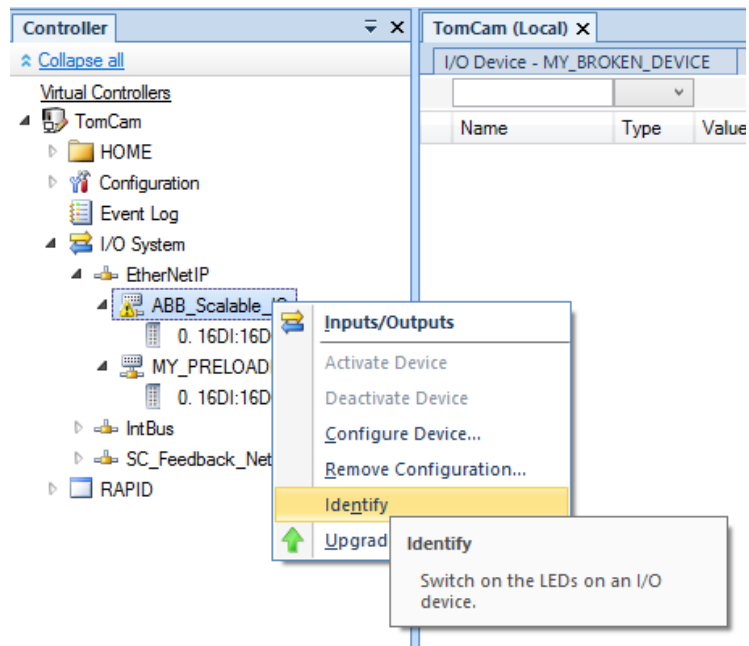 Controller
TomCam (Local)
Collapse all
I/O Device - MY_BROKEN_DEVICE
Virtual Controllers
TomCam
Name Type Value
HOME
Configuration
Event Log
I/O System
EtherNetIP
ABB_Scalable_
0. 16DI:16D
MY_PRELOAD
0. 16DI:16D
IntBus
SC_Feedback_Net
RAPID
Inputs/Outputs
Activate Device
Deactivate Device
Configure Device...
Remove Configuration...
Identify
Upgrad
Identify
Switch on the LEDs on an I/O
device.